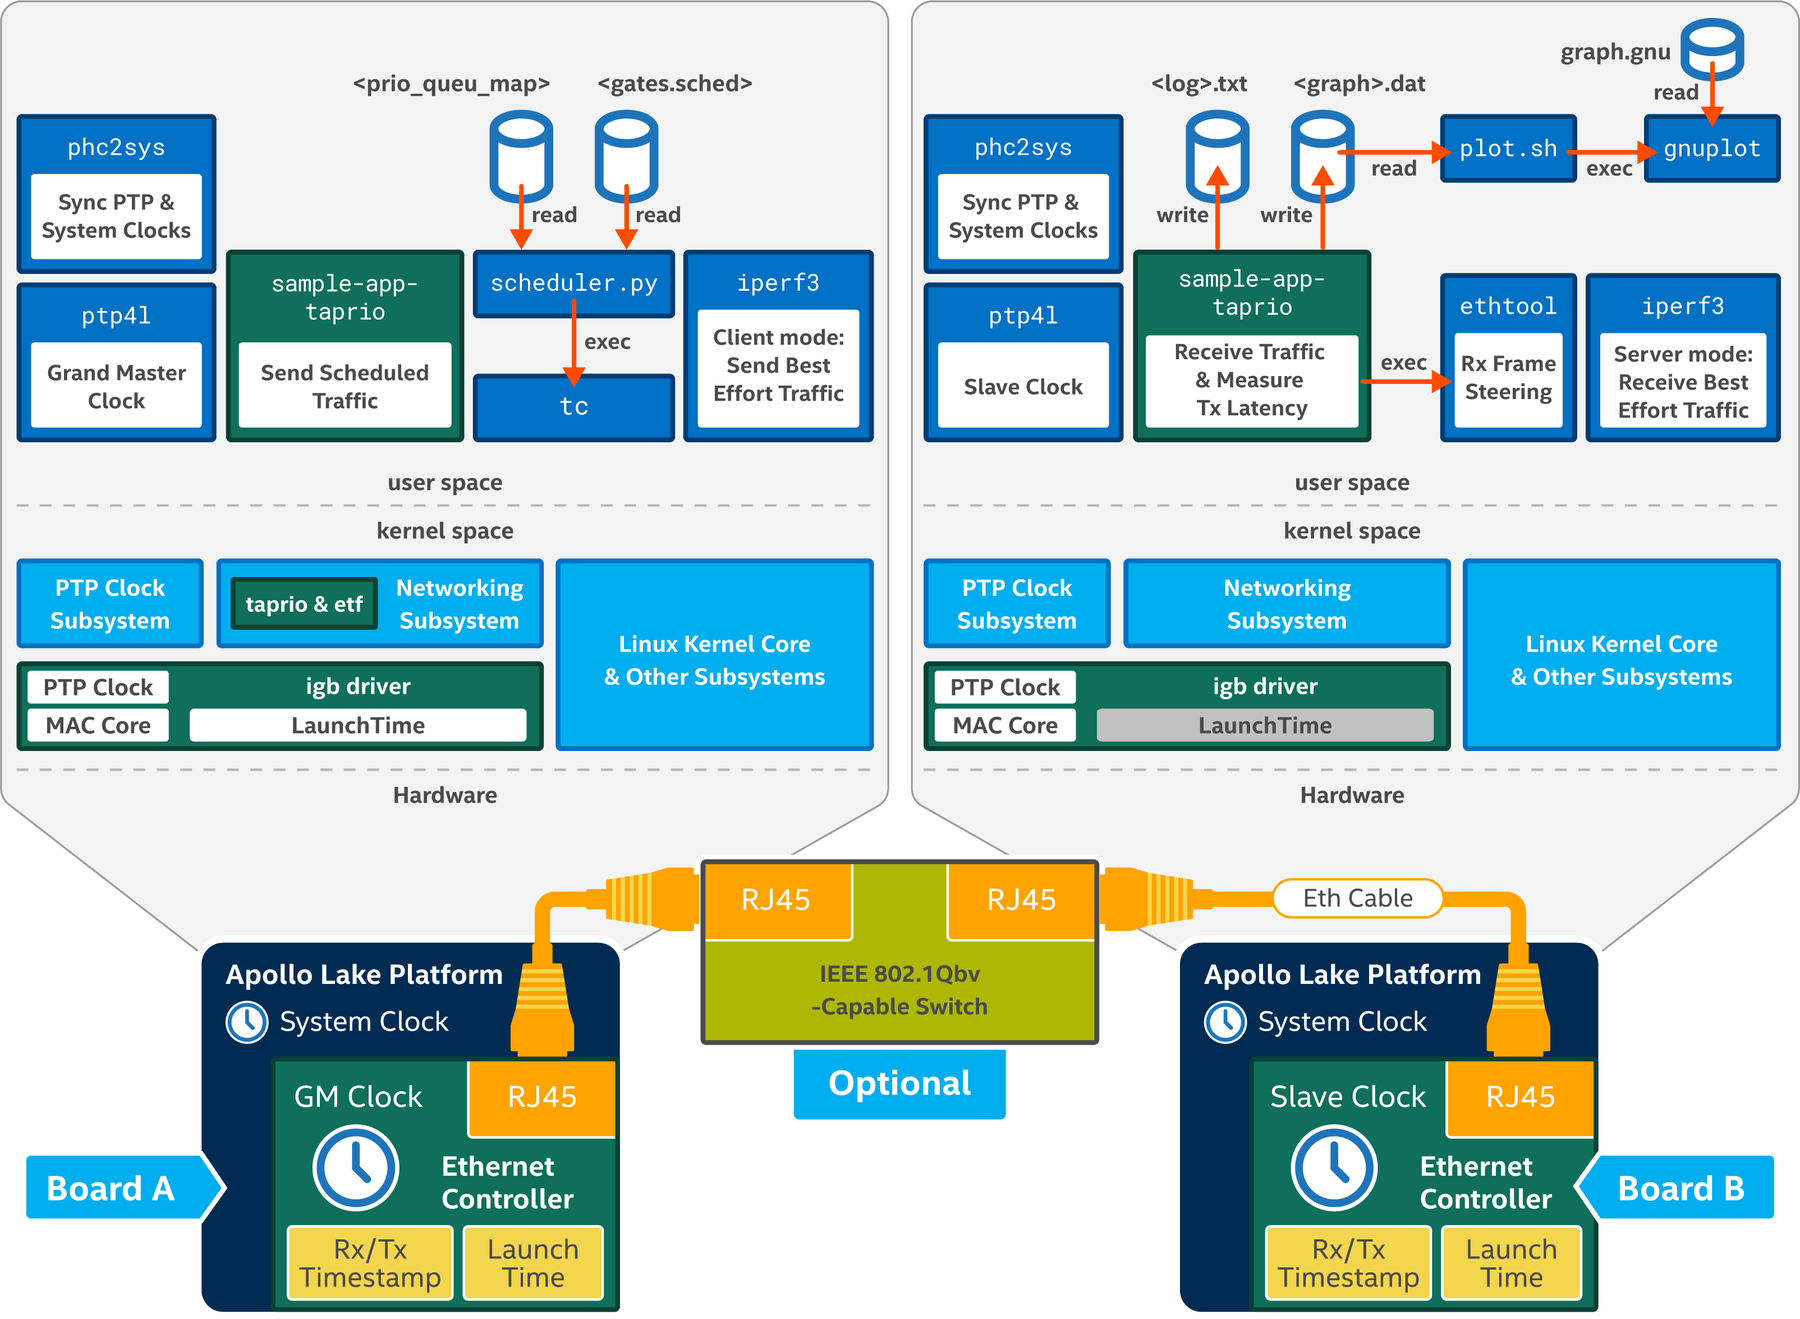 <prio_queu_map>
<gates.sched>
phc2sys
Sync PTP &
System Clocks
read
read
ptp4l
Grand Master
Clock
sample-app-
taprio
Send Scheduled
Traffic
scheduler.py
exec
tc
iperf3
Client mode:
Send Best
Effort Traffic
user space
kernel space
PTP Clock
Subsystem
taprio & etf
Networking
Subsystem
Linux Kernel Core
& Other Subsystems
PTP Clock
igb driver
MAC Core
LaunchTime
Hardware
graph.gnu
read
<log>.txt
<graph>.dat
phc2sys
Sync PTP &
System Clocks
write
write
read
plot.sh
exec
gnuplot
ptp4l
Slave Clock
sample-app-
taprio
Receive Traffic
& Measure
Tx Latency
exec
ethtool
Rx Frame
Steering
iperf3
Server mode:
Receive Best
Effort Traffic
user space
kernel space
PTP Clock
Subsystem
Networking
Subsystem
Linux Kernel Core
& Other Subsystems
PTP Clock
igb driver
MAC Core
LaunchTime
Hardware
RJ45
RJ45
Eth Cable
IEEE 802.1Qbv
-Capable Switch
Optional
Apollo Lake Platform
System Clock
GM Clock
RJ45
Ethernet
Controller
Rx/Tx
Timestamp
Launch
Time
Board A
Apollo Lake Platform
System Clock
Slave Clock
RJ45
Ethernet
Controller
Rx/Tx
Timestamp
Launch
Time
Board B